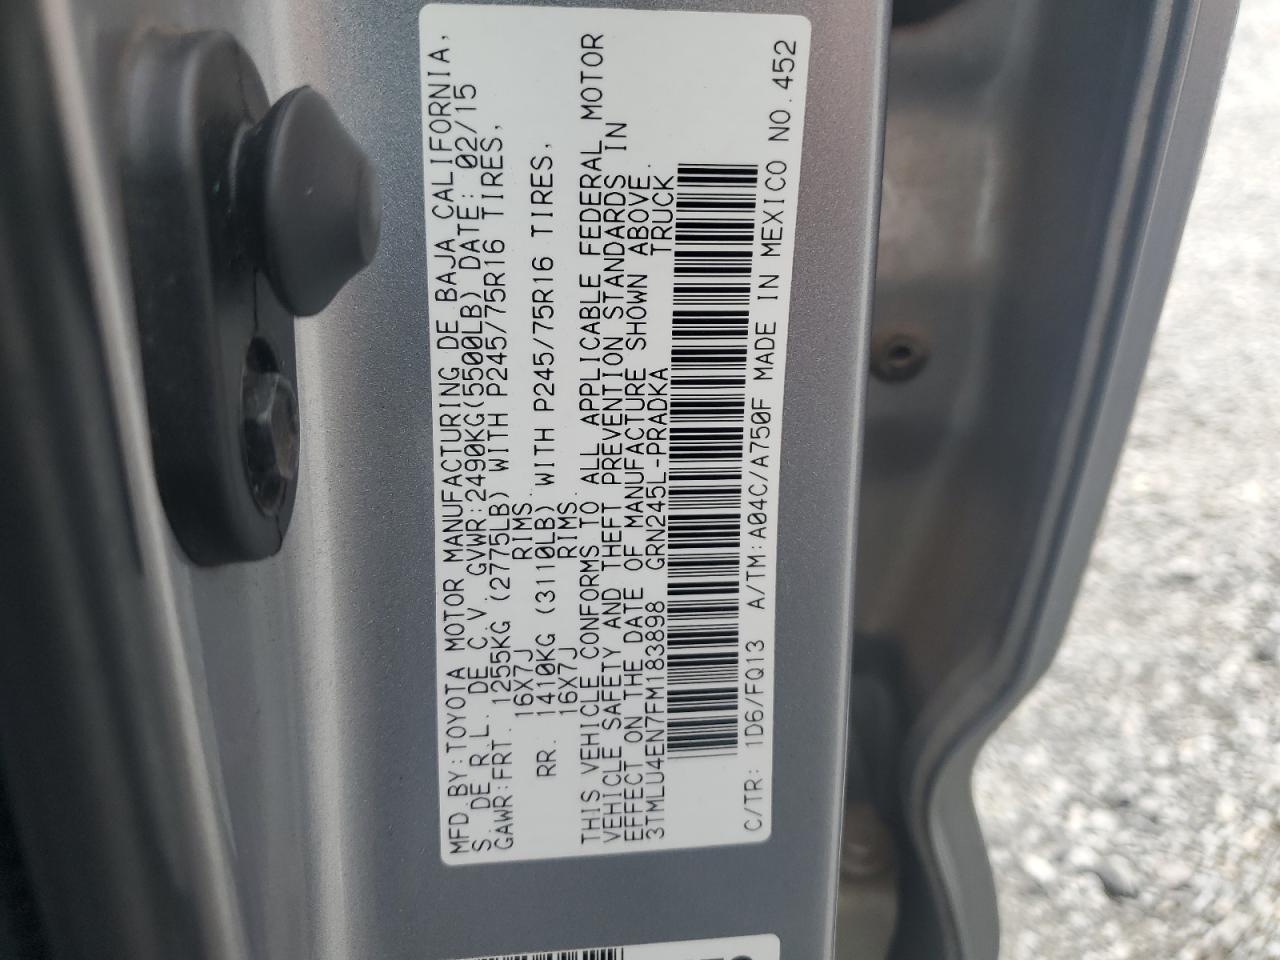 MFD. BY: TOYOTA MOTOR MANUFACTURING DE BAJA CALIFORNIA,
S. DE R.L. DE C.V. GVWR: 2490KG(5500LB) DATE: 02/15
GAWR: FRT. 1255KG (2775LB) WITH P245/75R16 TIRES,
16X7J RIMS.
RR. 1410KG (3110LB) WITH P245/75R16 TIRES,
16X7J RIMS.
THIS VEHICLE CONFORMS TO ALL APPLICABLE FEDERAL MOTOR
VEHICLE SAFETY AND THEFT PREVENTION STANDARDS IN
EFFECT ON THE DATE OF MANUFACTURE SHOWN ABOVE.
3TMLU4EN7FM183898 GRN245L-PRADKA TRUCK
C/TR: 1D6/FQ13 A/TM: A04C/A750F MADE IN MEXICO NO. 452